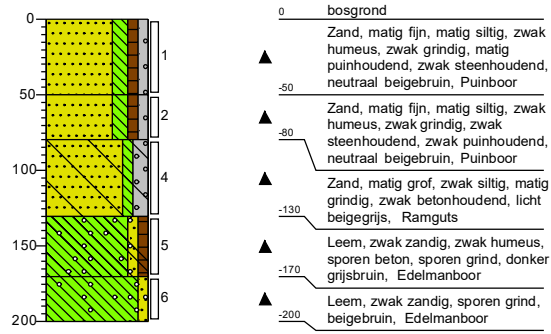 0
50
100
150
200
1
2
4
5
6
0 bosgrond
Zand, matig fijn, matig siltig, zwak
humeus, zwak grindig, matig
puinhoudend, zwak steenhoudend,
neutraal beigebruin, Puinboor
-50
Zand, matig fijn, matig siltig, zwak
humeus, zwak grindig, zwak
steenhoudend, zwak puinhoudend,
neutraal beigebruin, Puinboor
-80
Zand, matig grof, zwak siltig, matig
grindig, zwak betonhoudend, licht
beigegrijs, Ramguts
-130
Leem, zwak zandig, zwak humeus,
sporen beton, sporen grind, donker
grijsbruin, Edelmanboor
-170
Leem, zwak zandig, sporen grind,
beigebruin, Edelmanboor
-200